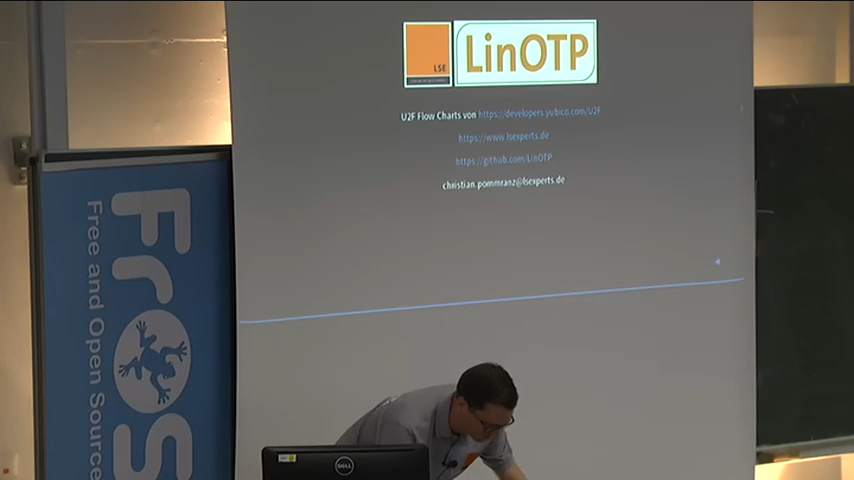 LSE
LinOTP
U2F Flow Charts von https://developers.yubico.com/U2F
https://www.lsexperts.de
https://github.com/LinOTP
christian.pommranz@lsexperts.de
FrOS
Free and Open Source
DELL